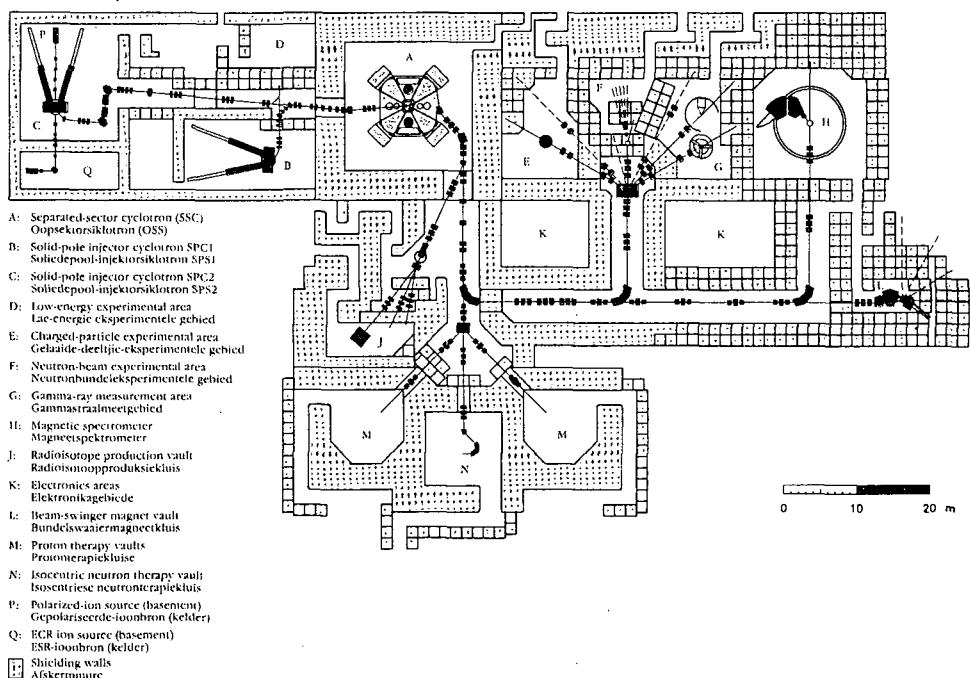 P
D
A
F
C
H
E
G
B
Q
K
K
J
M
M
N
0 10 20 m
A: Separated-sector cyclotron (SSC)
Oopsektorsiklotron (OSS)
B: Solid-pole injector cyclotron SPC1
Soliedepool-injektorsiklotron SPS1
C: Solid-pole injector cyclotron SPC2
Soliedepool-injektorsiklotron SPS2
D: Low-energy experimental area
Lae-energie eksperimentele gebied
E: Charged-particle experimental area
Gelaaide-deeltjie-eksperimentele gebied
F: Neutron-beam experimental area
Neutronbundeleksperimentele gebied
G: Gamma-ray measurement area
Gammastraalmeetgebied
H: Magnetic spectrometer
Magneetspektrometer
J: Radioisotope production vault
Radioisotoopproduksiekluis
K: Electronics areas
Elektronikagebiede
L: Beam-swinger magnet vault
Bundelswaaiermagneetkluis
M: Proton therapy vaults
Protonterapiekluise
N: Isocentric neutron therapy vault
Isosentriese neutronterapiekluis
P: Polarized-ion source (basement)
Gepolariseerde-ioonbron (kelder)
Q: ECR ion source (basement)
ESR-ioonbron (kelder)
Shielding walls
Afskermmure